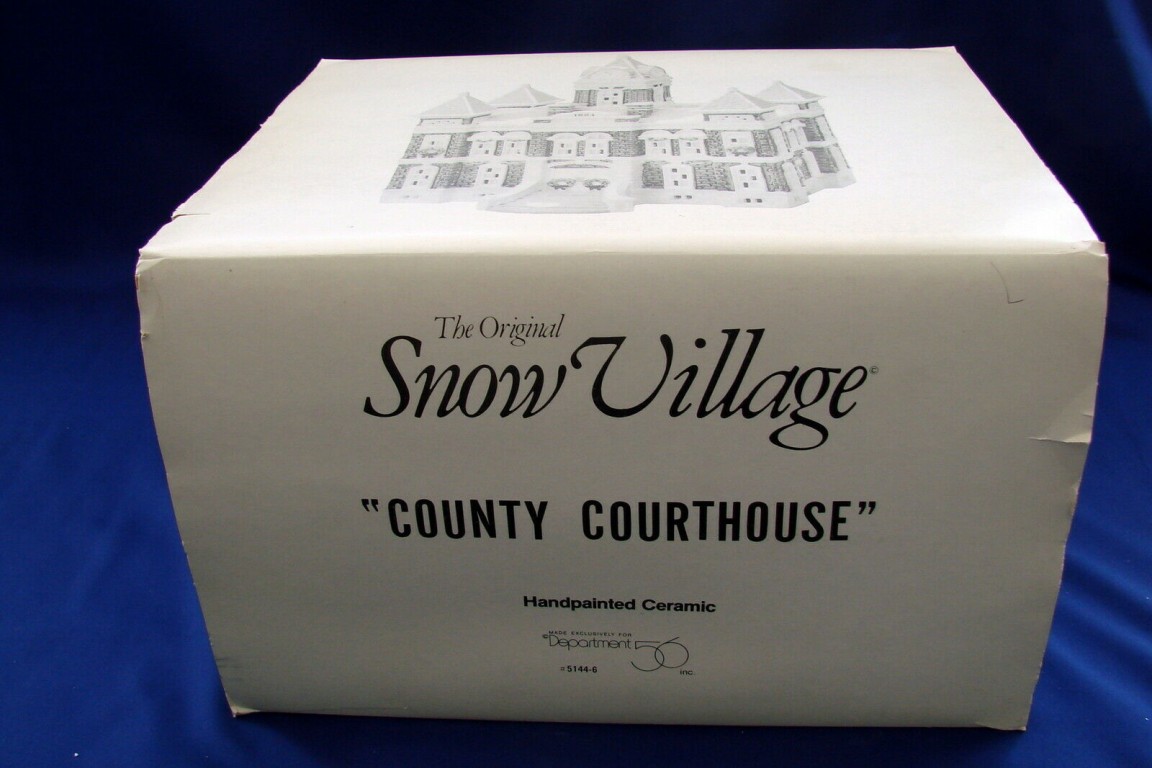 The Original
Snow Village©
"COUNTY COURTHOUSE"
Handpainted Ceramic
MADE EXCLUSIVELY FOR
©Department 56
inc.
#5144-6